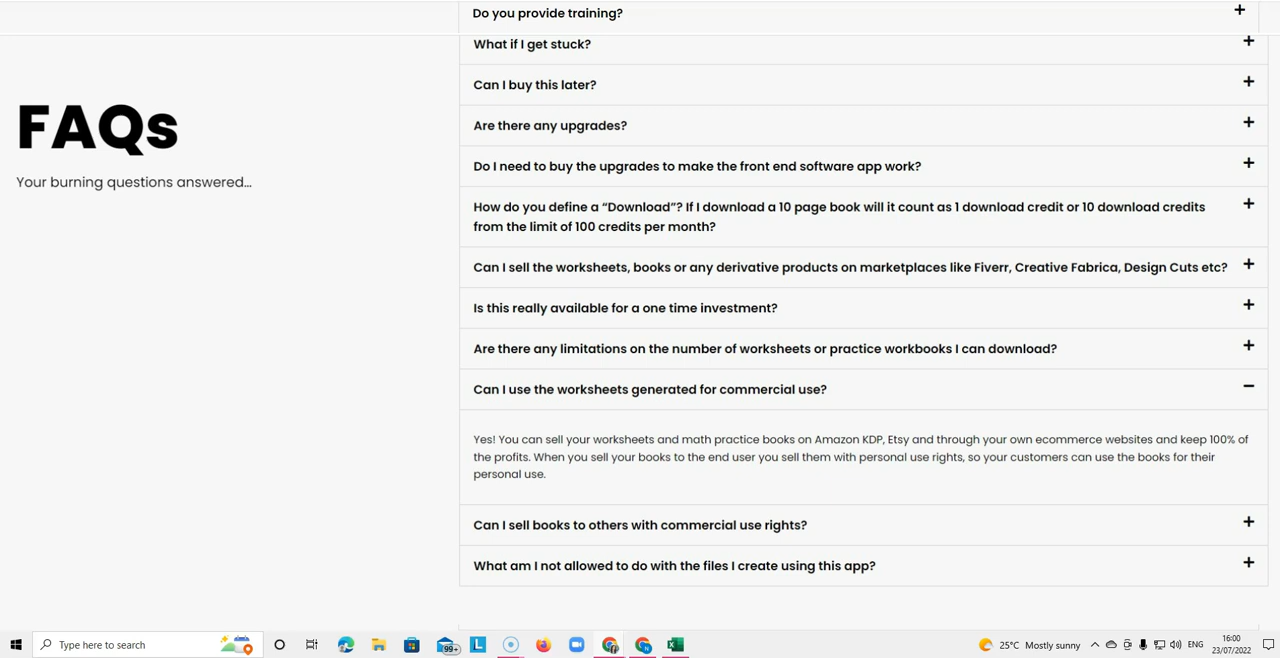 Do you provide training?
What if I get stuck?
Can I buy this later?
Are there any upgrades?
FAQs
Your burning questions answered...
Do I need to buy the upgrades to make the front end software app work?
How do you define a “Download”? If I download a 10 page book will it count as 1 download credit or 10 download credits
from the limit of 100 credits per month?
Can I sell the worksheets, books or any derivative products on marketplaces like Fiverr, Creative Fabrica, Design Cuts etc?
Is this really available for a one time investment?
Are there any limitations on the number of worksheets or practice workbooks I can download?
Can I use the worksheets generated for commercial use?
Yes! You can sell your worksheets and math practice books on Amazon KDP, Etsy and through your own ecommerce websites and keep 100% of
the profits. When you sell your books to the end user you sell them with personal use rights, so your customers can use the books for their
personal use.
Can I sell books to others with commercial use rights?
What am I not allowed to do with the files I create using this app?
Type here to search
99+
L
25°C Mostly sunny
ENG
16:00
23/07/2022